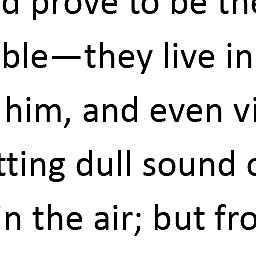 d prove to be the
ble—they live in
him, and even vi
tting dull sound o
in the air; but fro